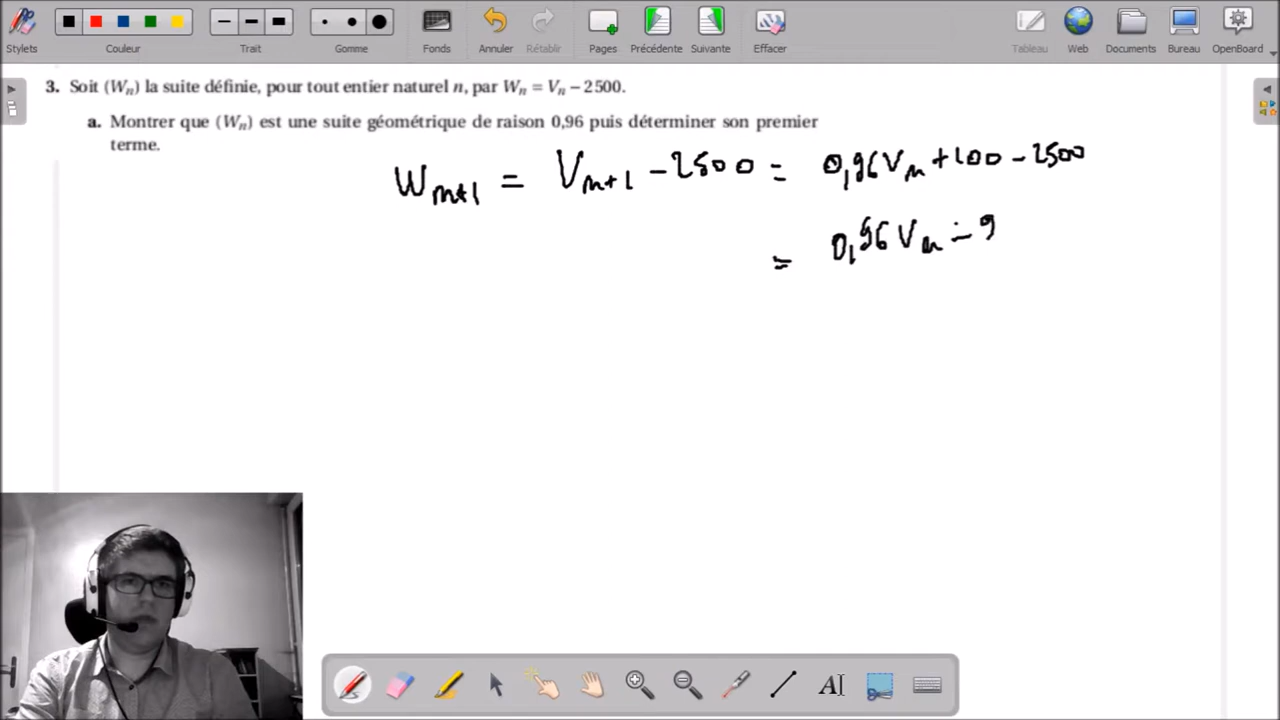 Stylets Couleur Trait Gomme Fonds Annuler Rétablir Pages Précédente Suivante Effacer Tableau Web Documents Bureau OpenBoard
3. Soit (Wn) la suite définie, pour tout entier naturel n, par Wn = Vn − 2500.
a. Montrer que (Wn) est une suite géométrique de raison 0,96 puis déterminer son premier
terme.
Wn+1 = Vn+1 − 2500 = 0,96Vn + 100 − 2500
= 0,96Vn − 9